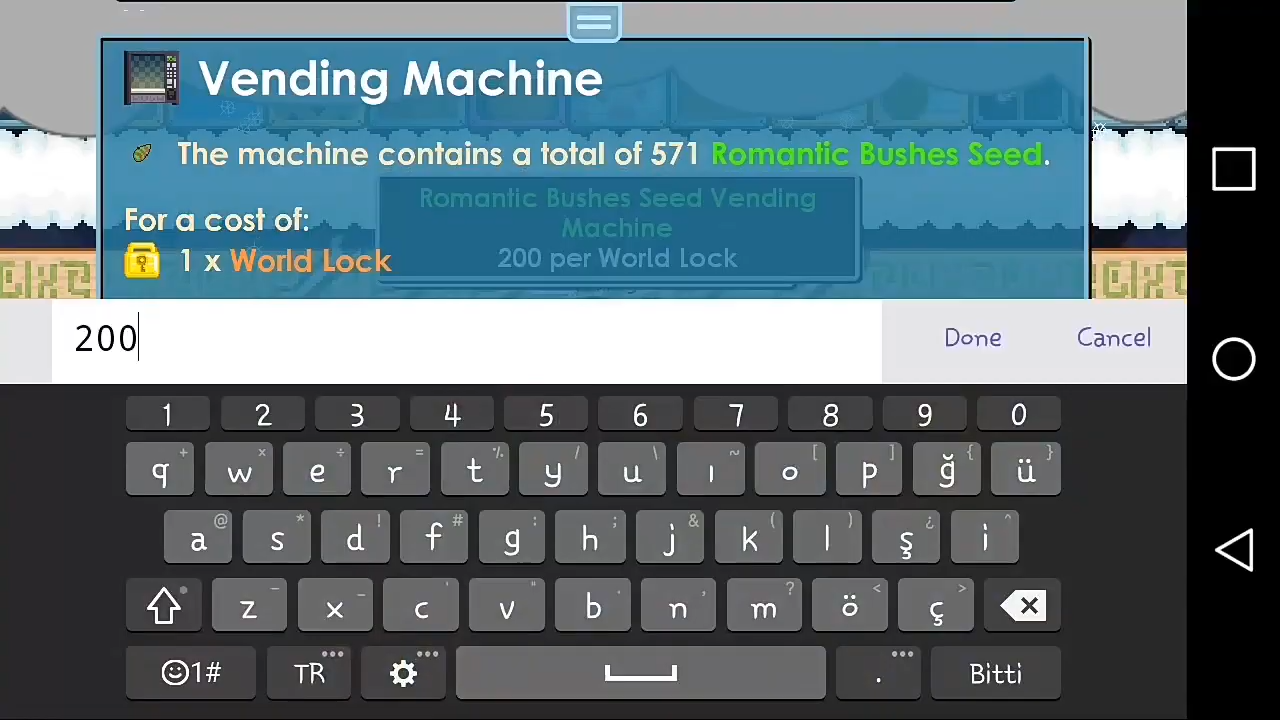 Vending Machine
The machine contains a total of 571 Romantic Bushes Seed.
Romantic Bushes Seed Vending
Machine
200 per World Lock
For a cost of:
1 x World Lock
200
Done
Cancel
1 2 3 4 5 6 7 8 9 0
q + w x e ÷ r = t ٪ y / u \ ı ~ o [ p ] ğ { ü }
a @ s * d ! f # g : h ; j & k ( l ) ş ¿ i ^
z – x _ c ' v " b . n , m ? ö < ç >
1# TR ... ... . ... Bitti